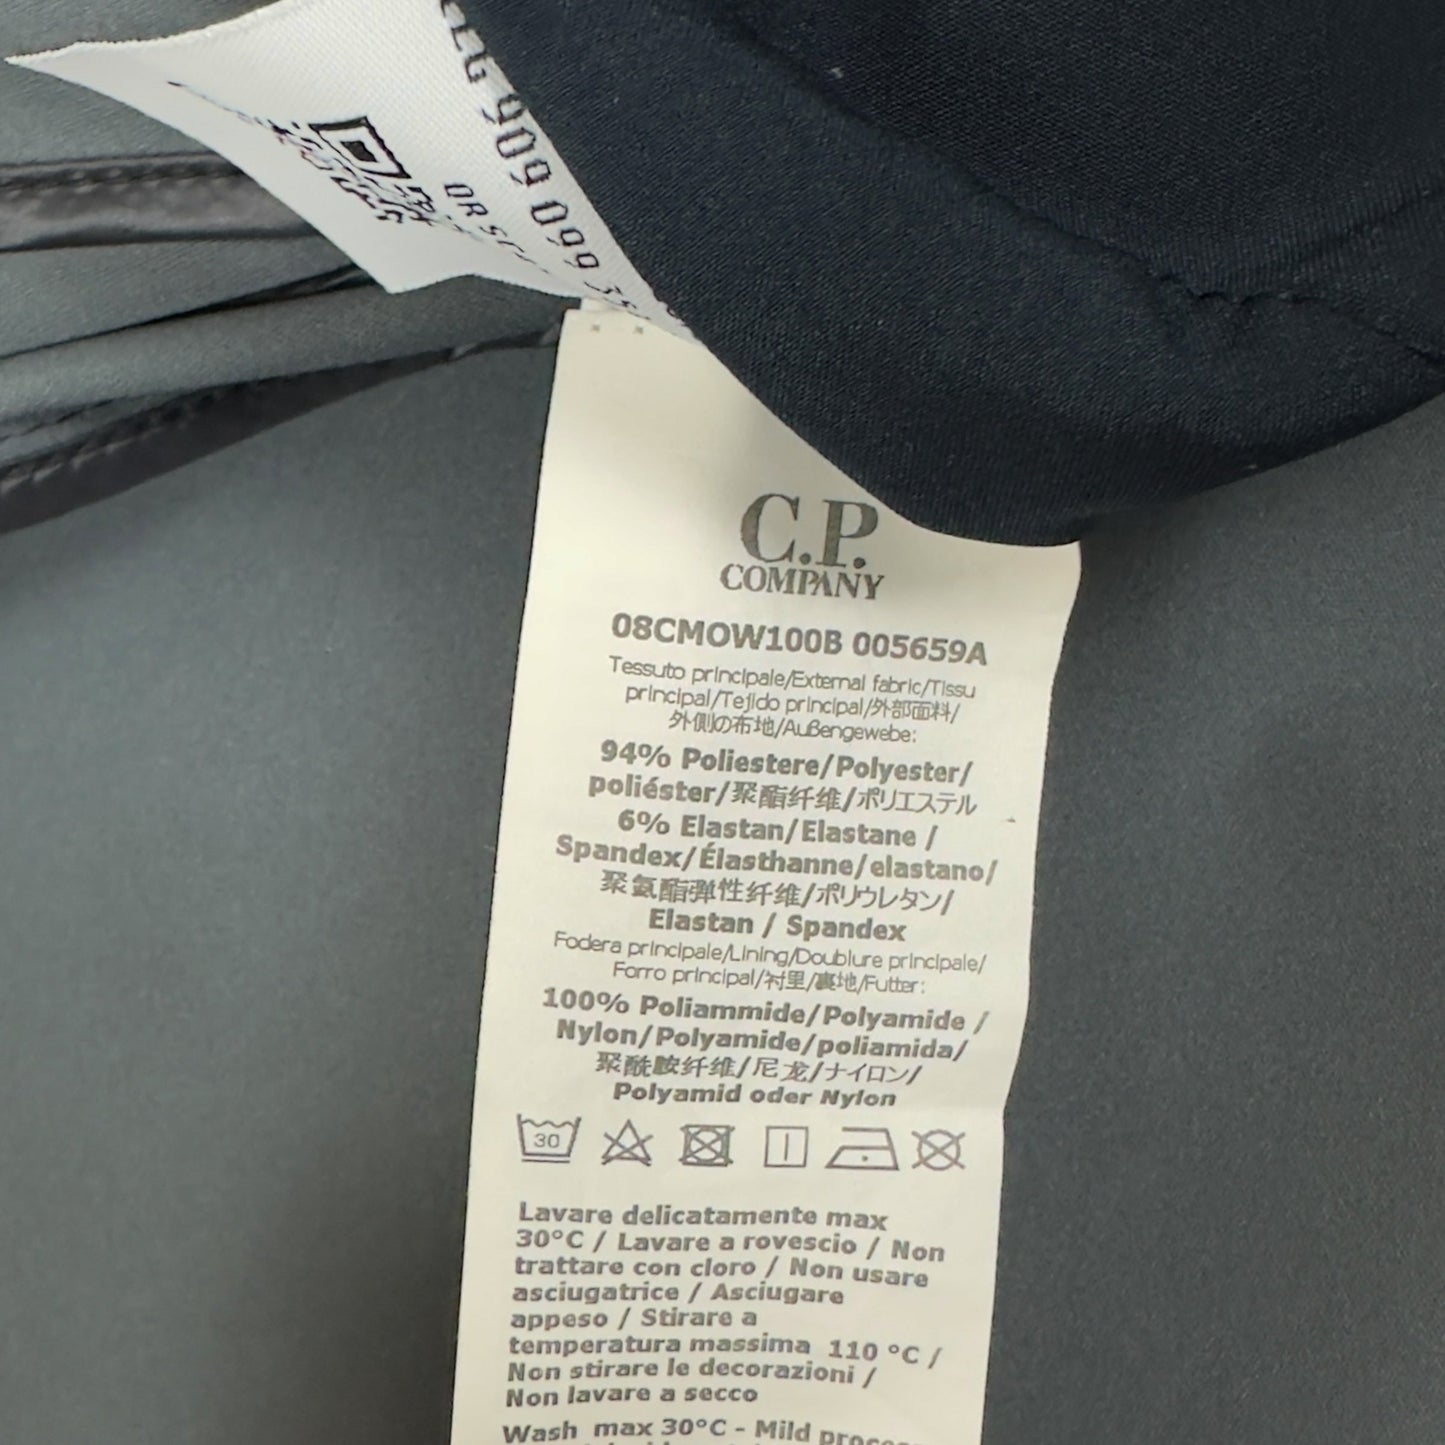 909 099 35
QR
C.P.
COMPANY
08CMOW100B 005659A
Tessuto principale/External fabric/Tissu
principal/Tejido principal/外部面料/
外側の布地/Außengewebe:
94% Poliestere/Polyester/
poliéster/聚酯纤维/ポリエステル
6% Elastan/Elastane /
Spandex/Élasthanne/elastano/
聚氨酯弹性纤维/ポリウレタン/
Elastan / Spandex
Fodera principale/Lining/Doublure principale/
Forro principal/衬里/裏地/Futter:
100% Poliammide/Polyamide /
Nylon/Polyamide/poliamida/
聚酰胺纤维/尼龙/ナイロン/
Polyamid oder Nylon
30
Lavare delicatamente max
30°C / Lavare a rovescio / Non
trattare con cloro / Non usare
asciugatrice / Asciugare
appeso / Stirare a
temperatura massima 110 °C /
Non stirare le decorazioni /
Non lavare a secco
Wash max 30°C - Mild process